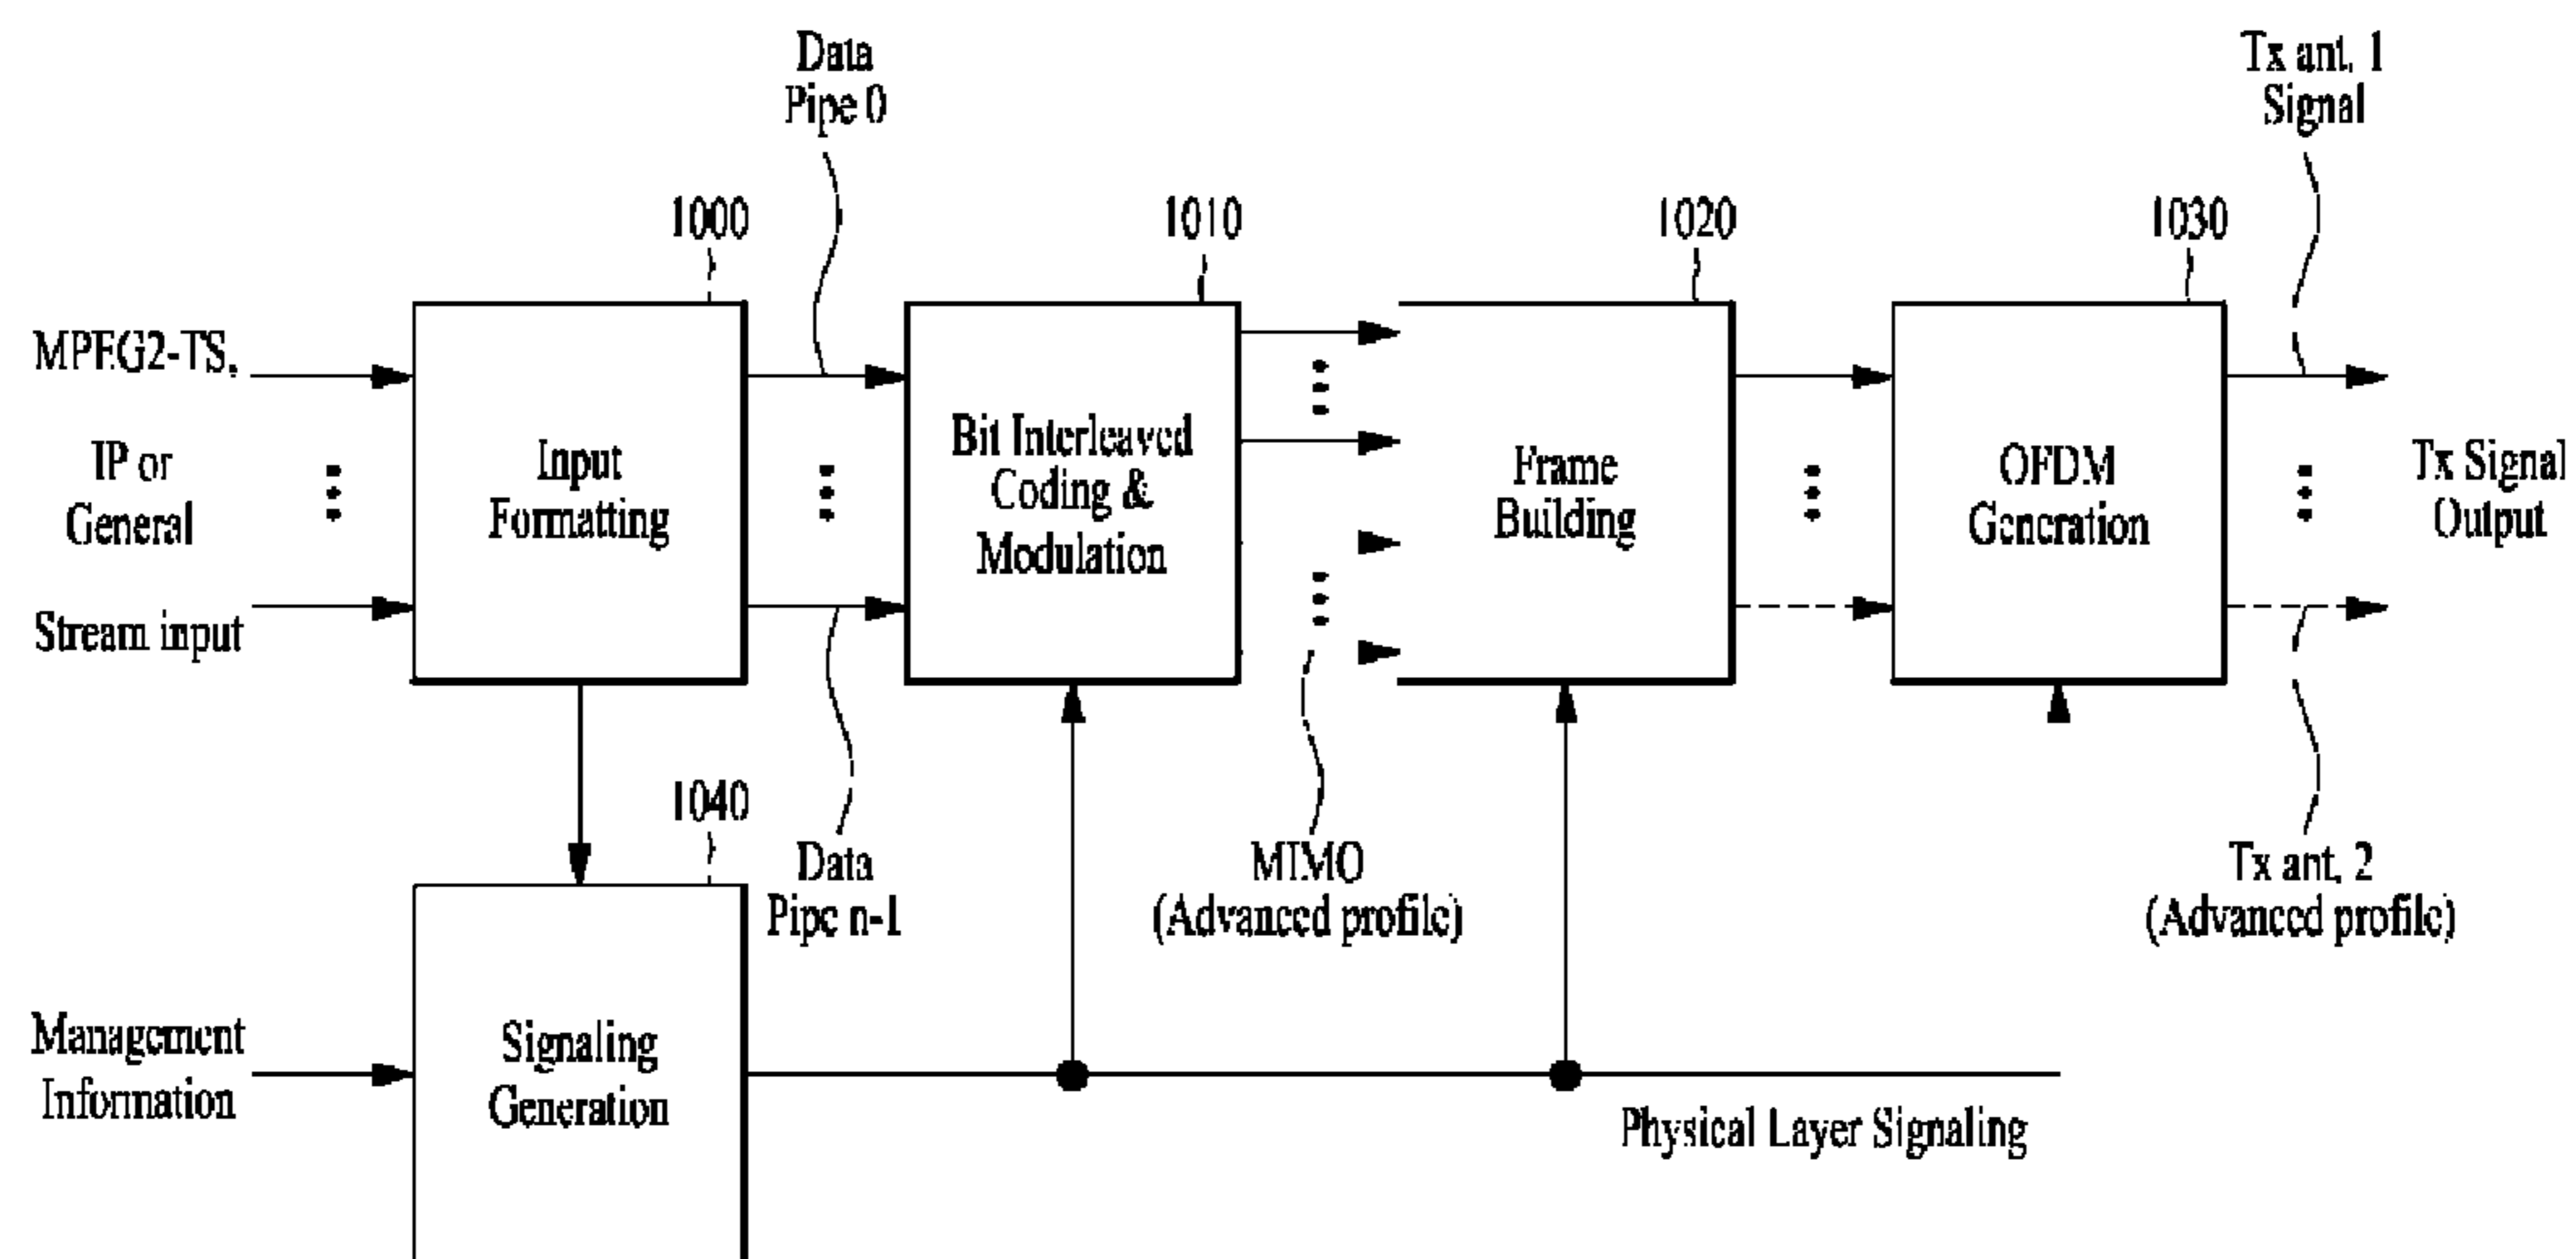 Data
Pipe 0
Tx ant. 1
Signal
1000
1010
1020
1030
MPEG2-TS,
IP or
General
Stream input
Input
Formatting
Bit Interleaved
Coding &
Modulation
Frame
Building
OFDM
Generation
Tx Signal
Output
1040
Data
Pipe n-1
MIMO
(Advanced profile)
Tx ant. 2
(Advanced profile)
Management
Information
Signaling
Generation
Physical Layer Signaling